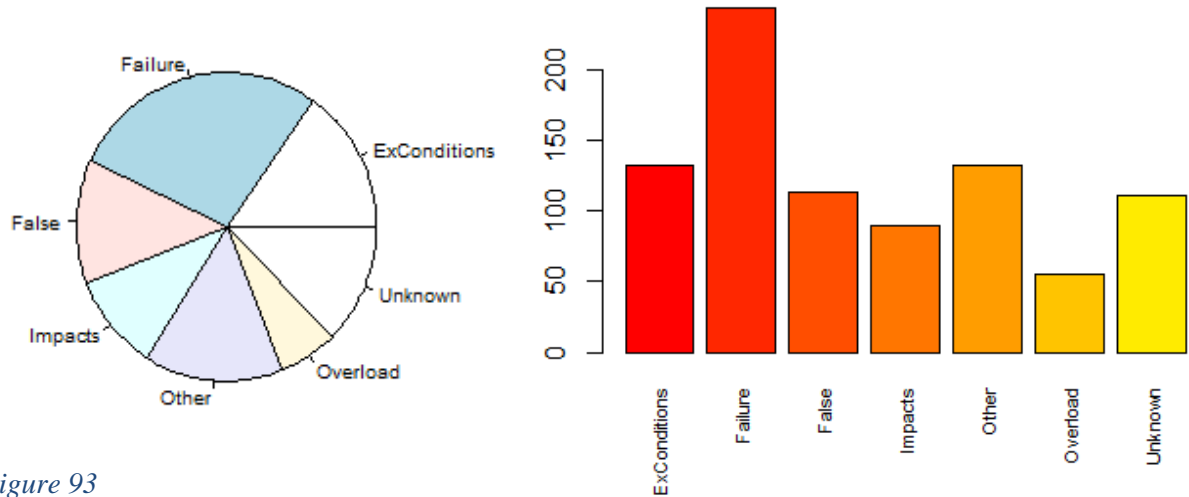 Failure
ExConditions
False
Unknown
Impacts
Overload
Other
200
150
100
50
0
ExConditions
Failure
False
Impacts
Other
Overload
Unknown
igure 93